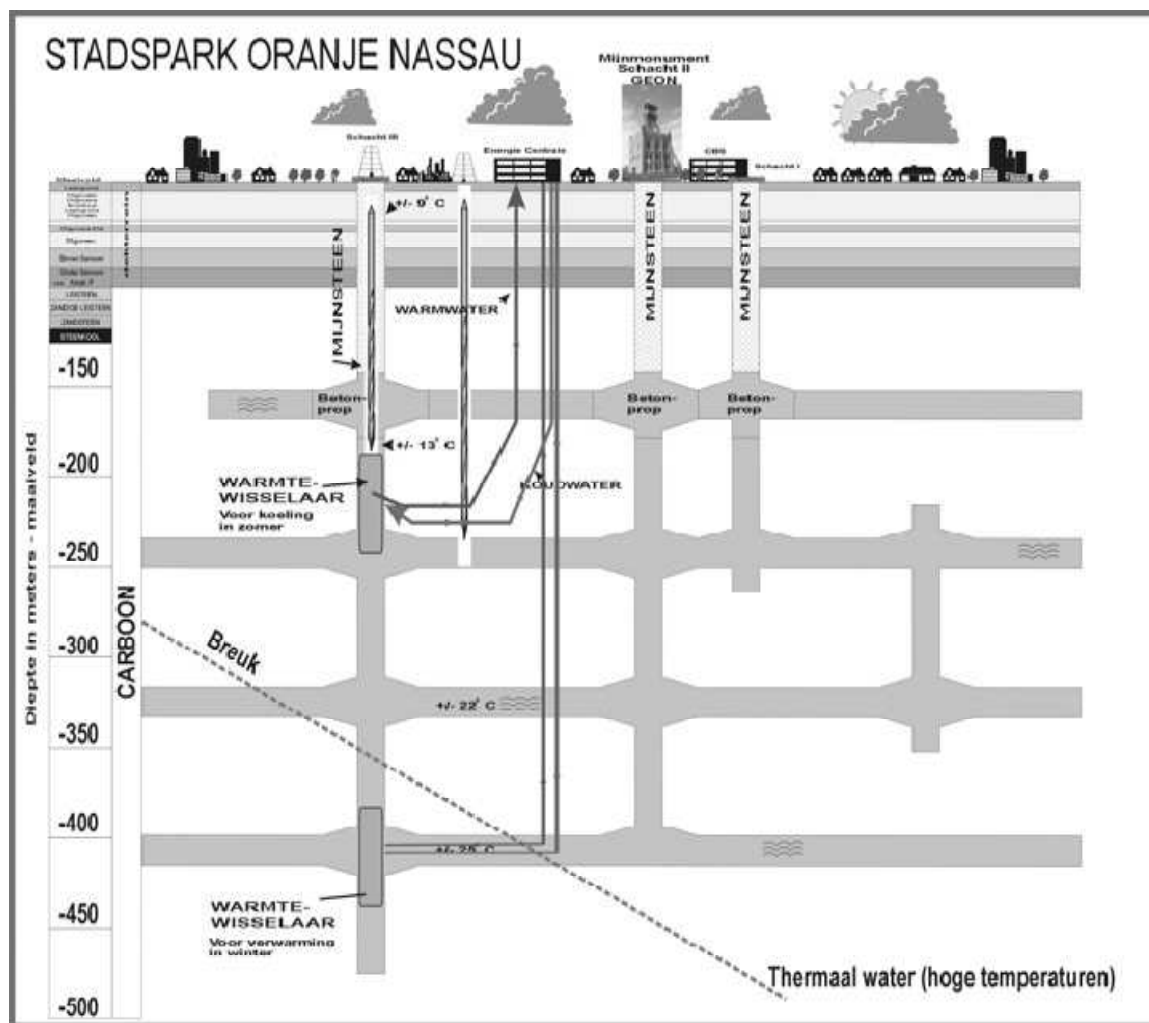 STADSPARK ORANJE NASSAU
Mijnmonument
Schacht II
GEON
Schacht III
Energie Centrale
CBS
Schacht I
+/- 9° C
MIJNSTEEN
MIJNSTEEN
MIJNSTEEN
WARMWATER
ZANDSTEEN
STEENKOOL
-150
Beton-
prop
Beton-
prop
Beton-
prop
+/- 13° C
-200
WARMTE-
WISSELAAR
Voor koeling
in zomer
KOUDWATER
-250
Diepte in meters - maaiveld
CARBOON
-300
Breuk
+/- 22° C
-350
-400
+/- 25° C
WARMTE-
WISSELAAR
Voor verwarming
in winter
-450
Thermaal water (hoge temperaturen)
-500